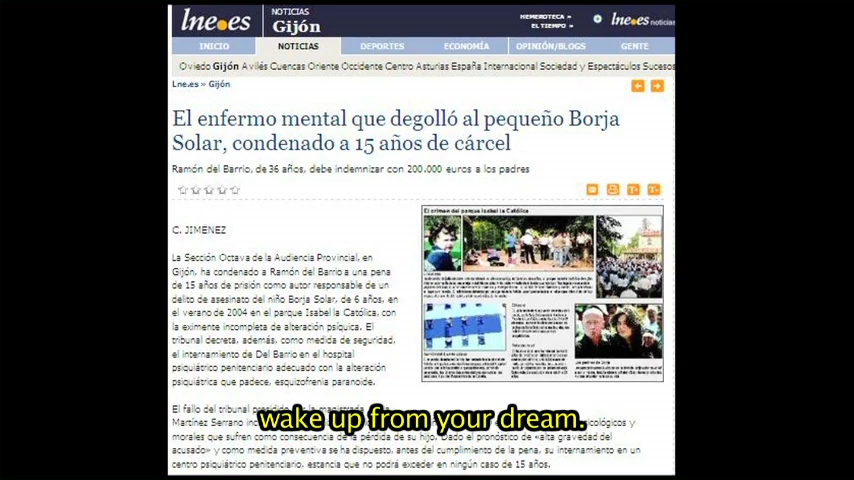 lne.es
NOTICIAS
Gijón
HEMEROTECA »
EL TIEMPO »
lne.es noticias
INICIO NOTICIAS DEPORTES ECONOMÍA OPINIÓN/BLOGS GENTE
Oviedo Gijón Avilés Cuencas Oriente Occidente Centro Asturias España Internacional Sociedad y Espectáculos Sucesos
Lne.es » Gijón
El enfermo mental que degolló al pequeño Borja
Solar, condenado a 15 años de cárcel
Ramón del Barrio, de 36 años, debe indemnizar con 200.000 euros a los padres
T+ T-
El crimen del parque Isabel la Católica
C. JIMÉNEZ
La Sección Octava de la Audiencia Provincial, en
Gijón, ha condenado a Ramón del Barrio a una pena
de 15 años de prisión como autor responsable de un
delito de asesinato del niño Borja Solar, de 6 años, en
el verano de 2004 en el parque Isabel la Católica, con
la eximente incompleta de alteración psíquica. El
tribunal decreta, además, como medida de seguridad,
el internamiento de Del Barrio en el hospital
psiquiátrico penitenciario adecuado con la alteración
psiquiátrica que padece, esquizofrenia paranoide.
El fallo del tribunal presidido la magistrada
wake up from your dream.
Martínez Serrano icológicos y
morales que sufren como consecuencia de la pérdida de su hijo. Dado el pronóstico de «alta gravedad del
acusado» y como medida preventiva se ha dispuesto, antes del cumplimiento de la pena, su internamiento en
un centro psiquiátrico penitenciario, estancia que no podrá exceder en ningún caso de 15 años.